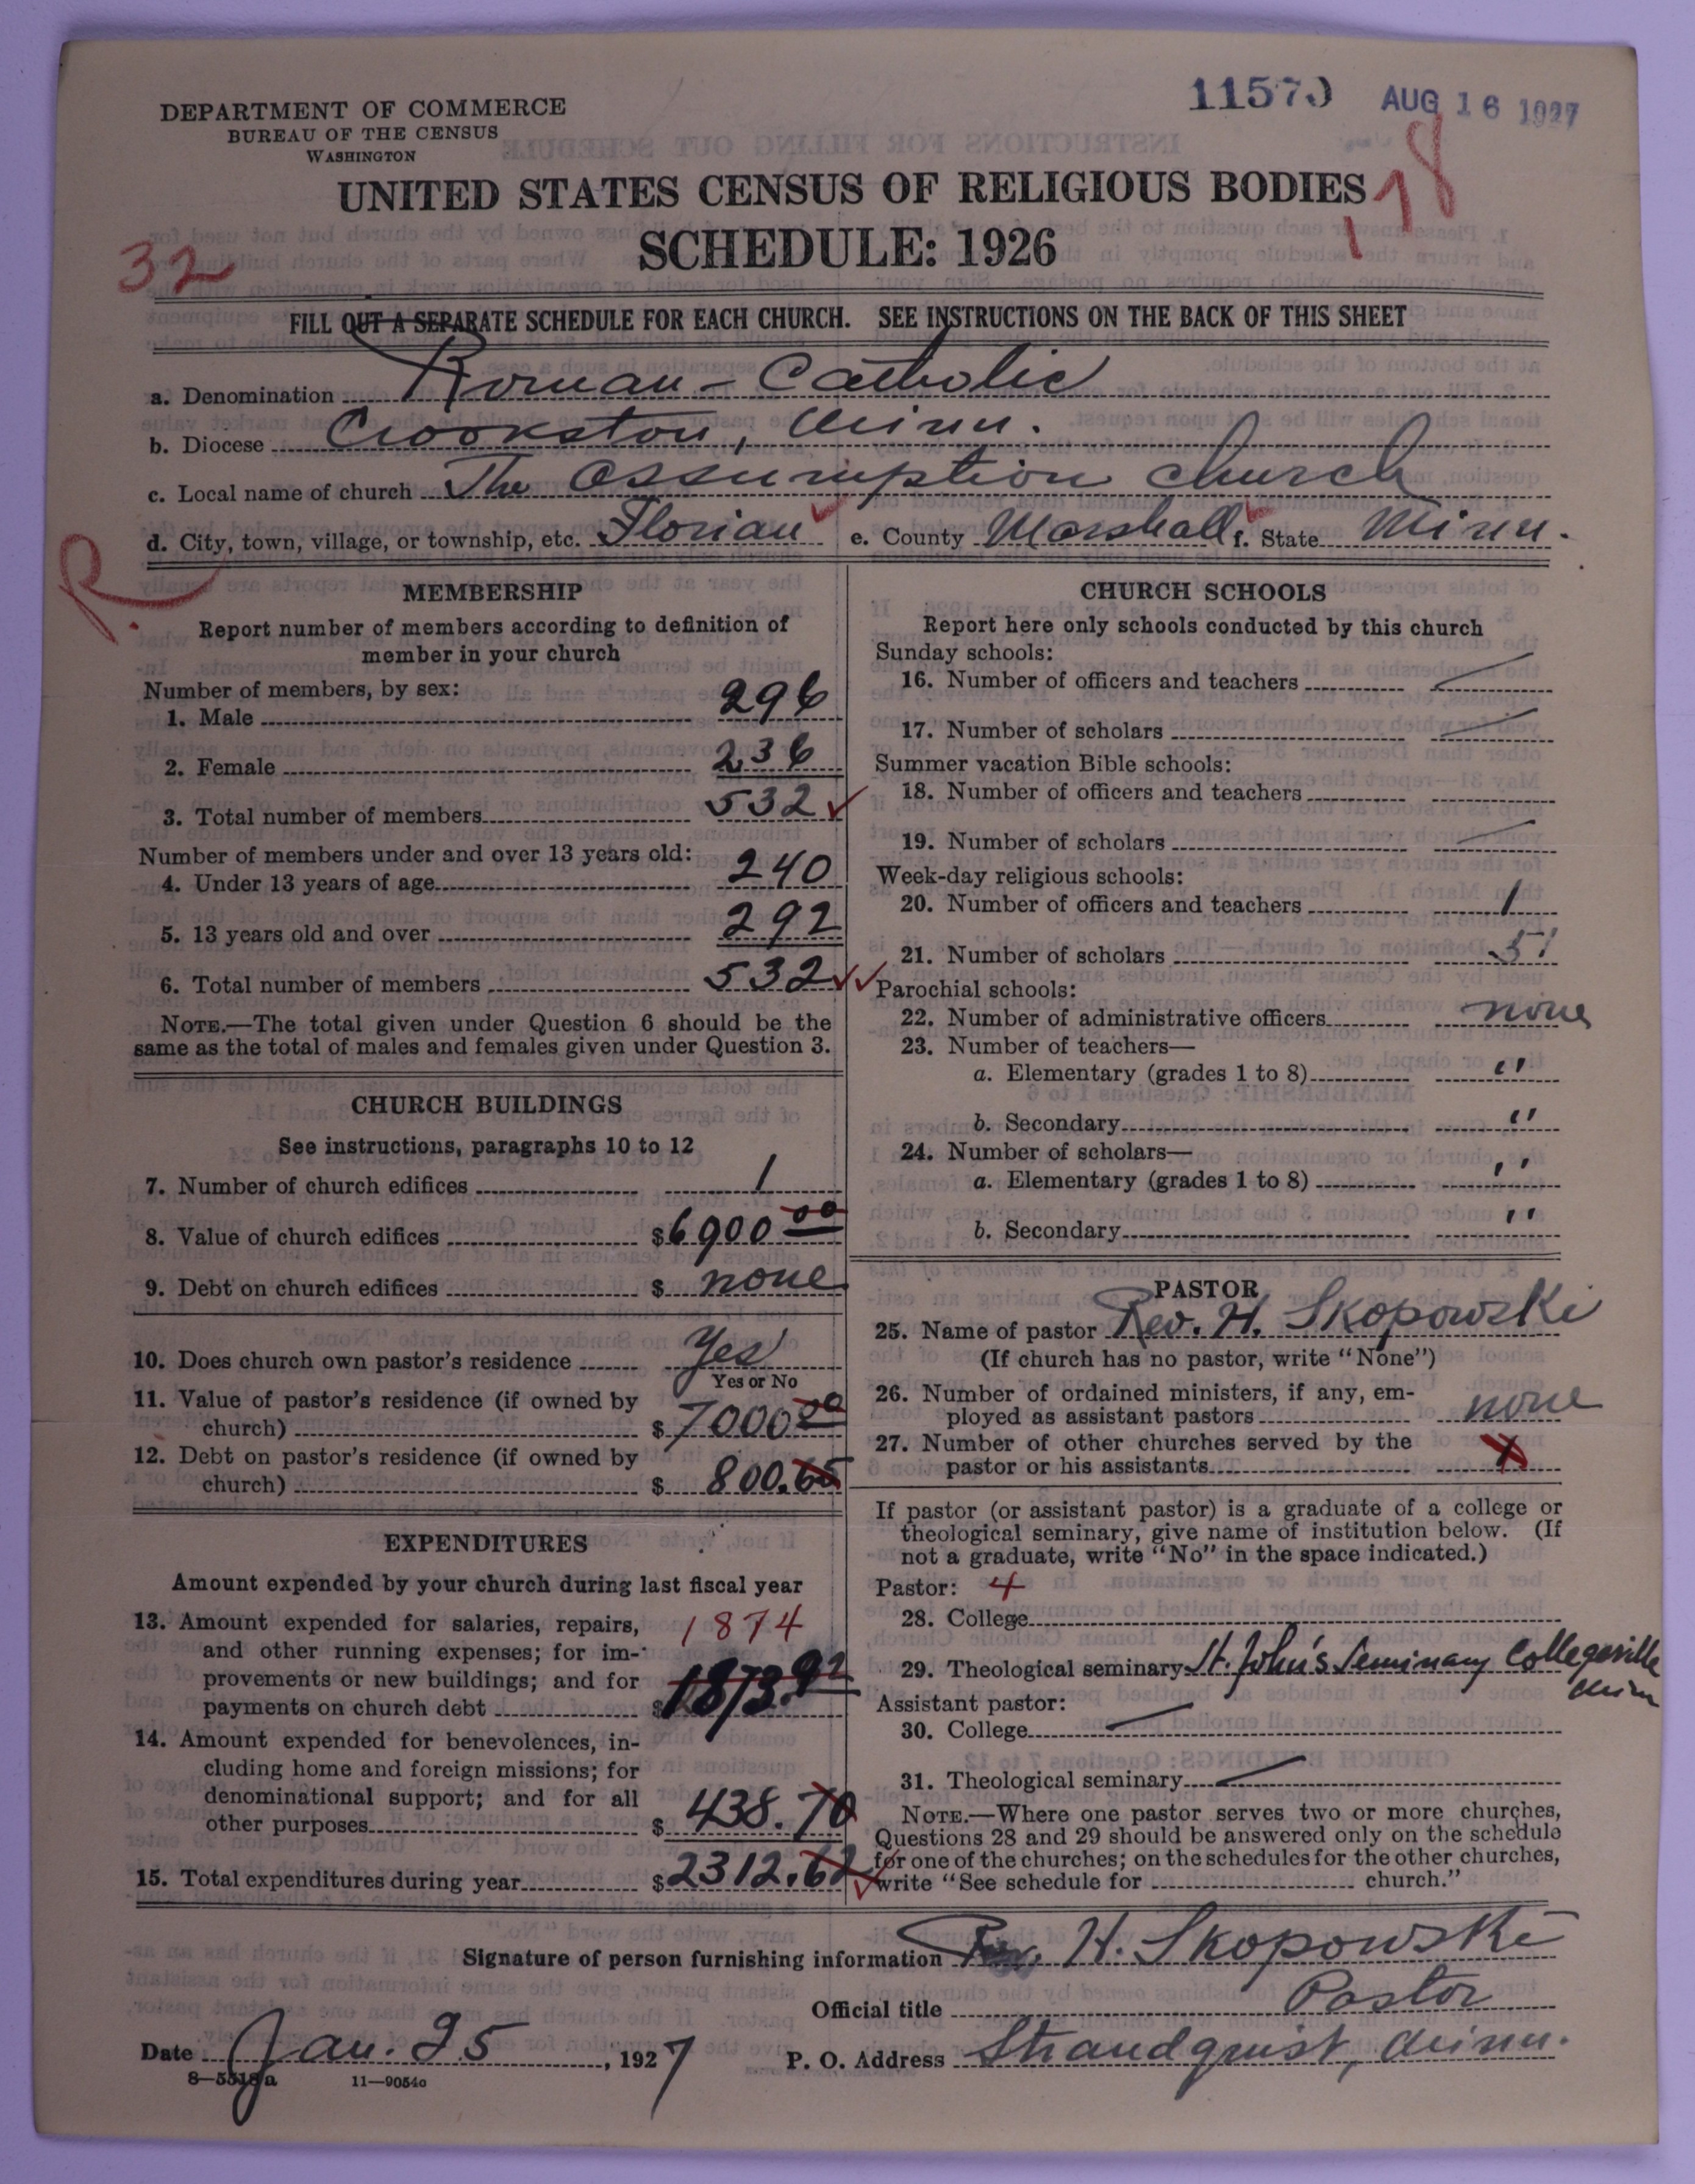 11570 AUG 16 1927
DEPARTMENT OF COMMERCE
BUREAU OF THE CENSUS
WASHINGTON
UNITED STATES CENSUS OF RELIGIOUS BODIES
178
SCHEDULE: 1926
32
FILL OUT A SEPARATE SCHEDULE FOR EACH CHURCH. SEE INSTRUCTIONS ON THE BACK OF THIS SHEET
a. Denomination Roman-Catholic
b. Diocese Crookston, Minn.
c. Local name of church The Assumption church
d. City, town, village, or township, etc. Florian e. County Marshall f. State Minn.
R.
MEMBERSHIP
Report number of members according to definition of
member in your church
Number of members, by sex:
1. Male 296
2. Female 236
3. Total number of members 532
Number of members under and over 13 years old:
4. Under 13 years of age 240
5. 13 years old and over 292
6. Total number of members 532
NOTE.—The total given under Question 6 should be the
same as the total of males and females given under Question 3.
CHURCH BUILDINGS
See instructions, paragraphs 10 to 12
7. Number of church edifices 1
8. Value of church edifices $6900 00
9. Debt on church edifices $ none
10. Does church own pastor's residence Yes
Yes or No
11. Value of pastor's residence (if owned by
church) $7000 00
12. Debt on pastor's residence (if owned by
church) $ 800.65
EXPENDITURES
Amount expended by your church during last fiscal year
13. Amount expended for salaries, repairs, 1874
and other running expenses; for im-
provements or new buildings; and for
payments on church debt $1873.92
14. Amount expended for benevolences, in-
cluding home and foreign missions; for
denominational support; and for all
other purposes $ 438.70
15. Total expenditures during year $2312.62
CHURCH SCHOOLS
Report here only schools conducted by this church
Sunday schools:
16. Number of officers and teachers
17. Number of scholars
Summer vacation Bible schools:
18. Number of officers and teachers
19. Number of scholars
Week-day religious schools:
20. Number of officers and teachers 1
21. Number of scholars 51
Parochial schools:
22. Number of administrative officers none
23. Number of teachers—
a. Elementary (grades 1 to 8) "
b. Secondary "
24. Number of scholars—
a. Elementary (grades 1 to 8) "
b. Secondary "
PASTOR
25. Name of pastor Rev. H. Skopowski
(If church has no pastor, write "None")
26. Number of ordained ministers, if any, em-
ployed as assistant pastors none
27. Number of other churches served by the
pastor or his assistants
If pastor (or assistant pastor) is a graduate of a college or
theological seminary, give name of institution below. (If
not a graduate, write "No" in the space indicated.)
Pastor: 4
28. College
29. Theological seminary St. John's Seminary Collegeville
Minn
Assistant pastor:
30. College
31. Theological seminary
NOTE.—Where one pastor serves two or more churches,
Questions 28 and 29 should be answered only on the schedule
for one of the churches; on the schedules for the other churches,
write "See schedule for church."
Signature of person furnishing information Rev. H. Skopowski
Official title Pastor
Date Jan. 25, 1927 P. O. Address Strandquist, Minn.
8—5518a 11—9054a